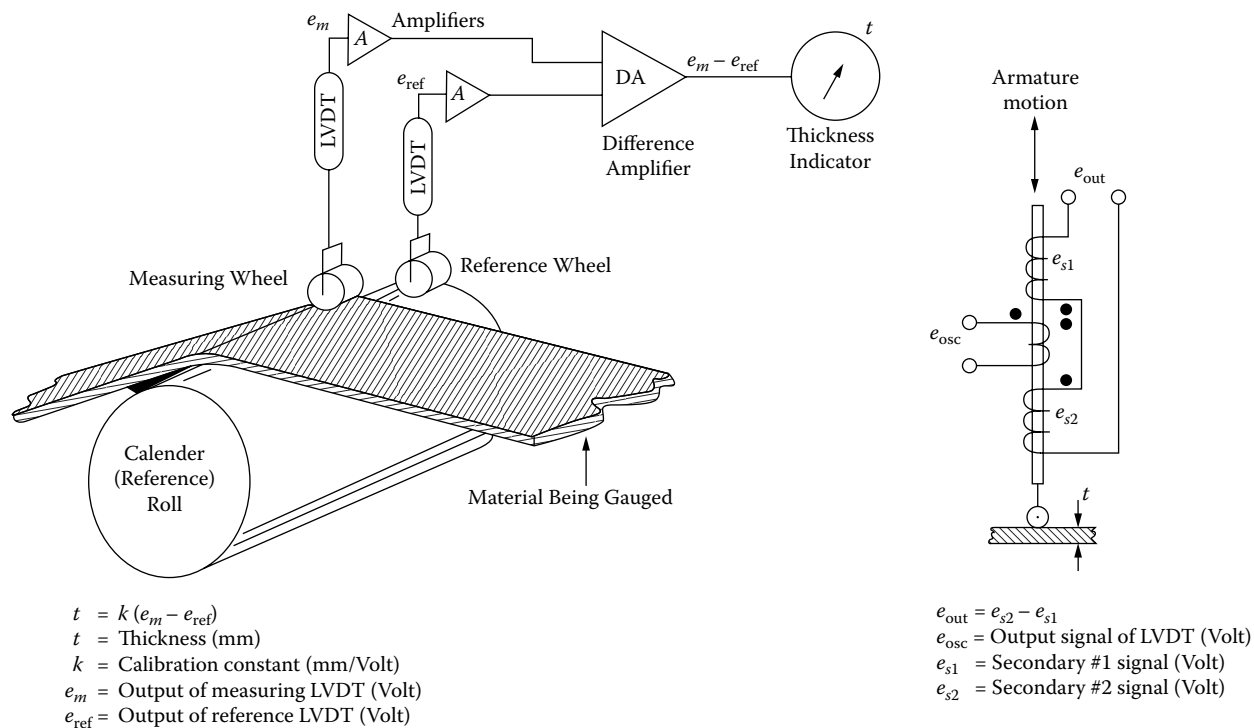 e_m
A
Amplifiers
t
e_ref
A
DA
e_m – e_ref
LVDT
LVDT
Difference
Amplifier
Thickness
Indicator
Measuring Wheel
Reference Wheel
Calender
(Reference)
Roll
Material Being Gauged
t = k (e_m – e_ref)
t = Thickness (mm)
k = Calibration constant (mm/Volt)
e_m = Output of measuring LVDT (Volt)
e_ref = Output of reference LVDT (Volt)
Armature
motion
e_out
e_s1
e_osc
e_s2
t
e_out = e_s2 – e_s1
e_osc = Output signal of LVDT (Volt)
e_s1 = Secondary #1 signal (Volt)
e_s2 = Secondary #2 signal (Volt)